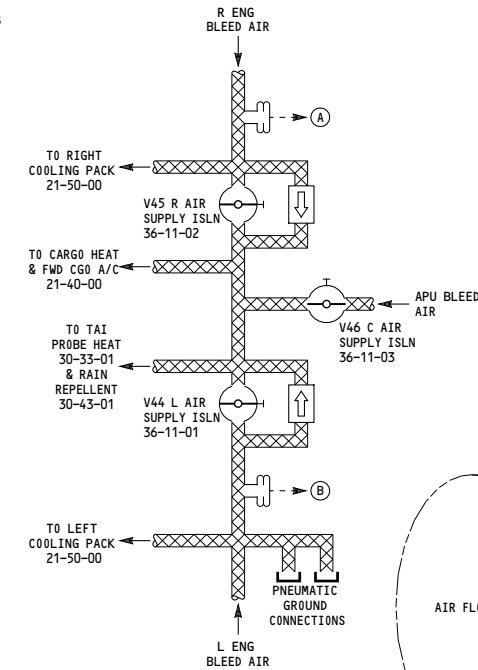 R ENG
BLEED AIR
A
TO RIGHT
COOLING PACK
21-50-00
V45 R AIR
SUPPLY ISLN
36-11-02
TO CARGO HEAT
& FWD CGO A/C
21-40-00
APU BLEED
AIR
V46 C AIR
SUPPLY ISLN
36-11-03
TO TAI
PROBE HEAT
30-33-01
& RAIN
REPELLENT
30-43-01
V44 L AIR
SUPPLY ISLN
36-11-01
B
TO LEFT
COOLING PACK
21-50-00
PNEUMATIC
GROUND
CONNECTIONS
AIR
L ENG
BLEED AIR